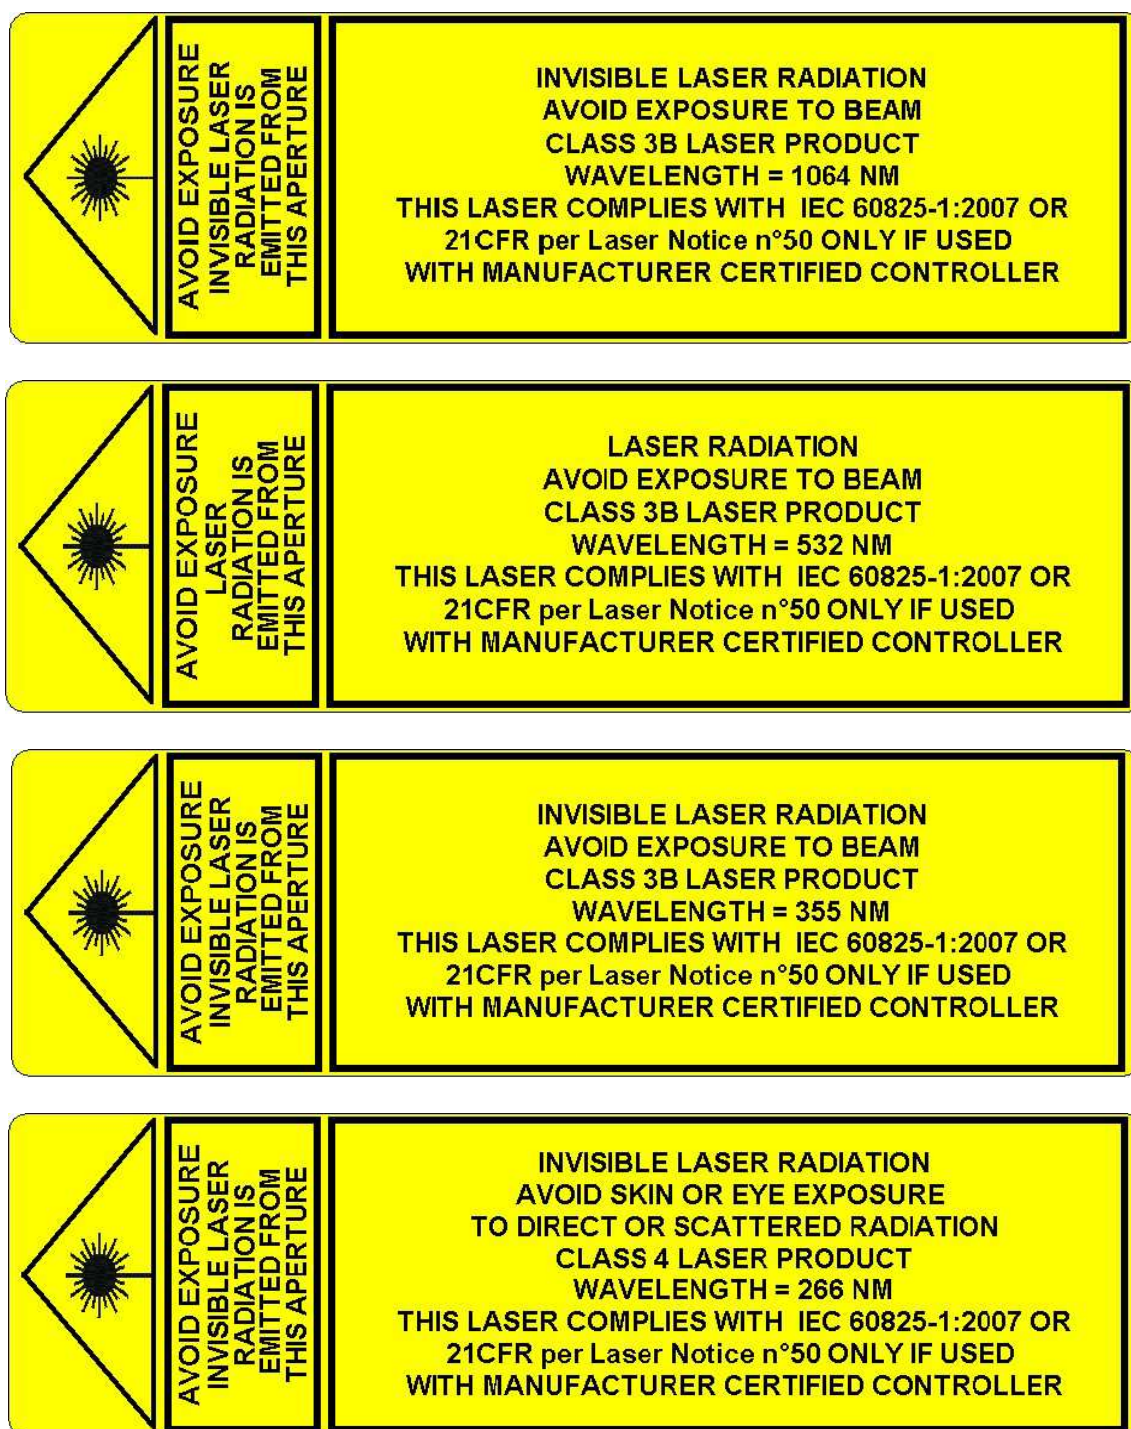 AVOID EXPOSURE
INVISIBLE LASER
RADIATION IS
EMITTED FROM
THIS APERTURE
INVISIBLE LASER RADIATION
AVOID EXPOSURE TO BEAM
CLASS 3B LASER PRODUCT
WAVELENGTH = 1064 NM
THIS LASER COMPLIES WITH IEC 60825-1:2007 OR
21CFR per Laser Notice n°50 ONLY IF USED
WITH MANUFACTURER CERTIFIED CONTROLLER
AVOID EXPOSURE
LASER
RADIATION IS
EMITTED FROM
THIS APERTURE
LASER RADIATION
AVOID EXPOSURE TO BEAM
CLASS 3B LASER PRODUCT
WAVELENGTH = 532 NM
THIS LASER COMPLIES WITH IEC 60825-1:2007 OR
21CFR per Laser Notice n°50 ONLY IF USED
WITH MANUFACTURER CERTIFIED CONTROLLER
AVOID EXPOSURE
INVISIBLE LASER
RADIATION IS
EMITTED FROM
THIS APERTURE
INVISIBLE LASER RADIATION
AVOID EXPOSURE TO BEAM
CLASS 3B LASER PRODUCT
WAVELENGTH = 355 NM
THIS LASER COMPLIES WITH IEC 60825-1:2007 OR
21CFR per Laser Notice n°50 ONLY IF USED
WITH MANUFACTURER CERTIFIED CONTROLLER
AVOID EXPOSURE
INVISIBLE LASER
RADIATION IS
EMITTED FROM
THIS APERTURE
INVISIBLE LASER RADIATION
AVOID SKIN OR EYE EXPOSURE
TO DIRECT OR SCATTERED RADIATION
CLASS 4 LASER PRODUCT
WAVELENGTH = 266 NM
THIS LASER COMPLIES WITH IEC 60825-1:2007 OR
21CFR per Laser Notice n°50 ONLY IF USED
WITH MANUFACTURER CERTIFIED CONTROLLER